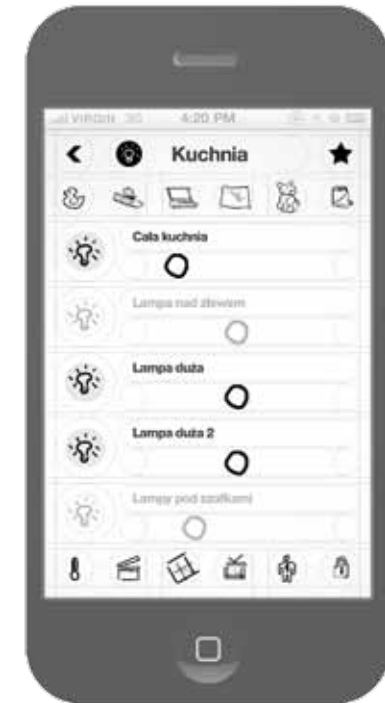 VIRGIN 3G 4:20 PM
Kuchnia
Cała kuchnia
Lampa nad zlewem
Lampa duża
Lampa duża 2
Lampy pod szafkami